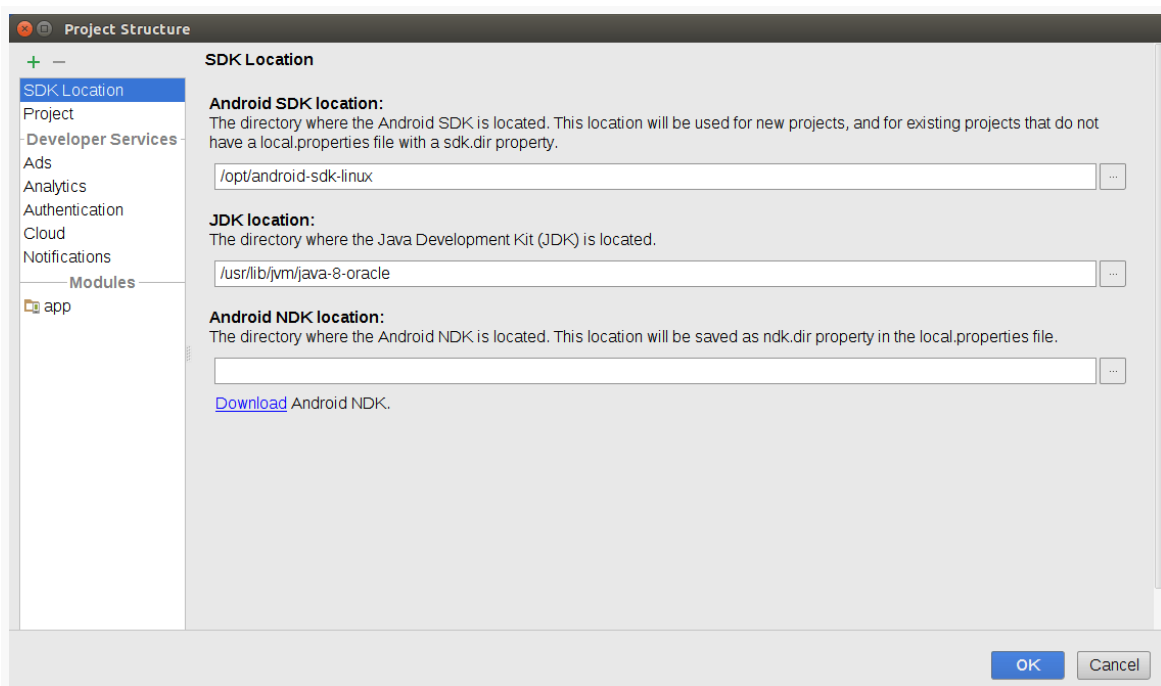 Project Structure
+ −
SDK Location
Project
Developer Services
Ads
Analytics
Authentication
Cloud
Notifications
Modules
app
SDK Location
Android SDK location:
The directory where the Android SDK is located. This location will be used for new projects, and for existing projects that do not
have a local.properties file with a sdk.dir property.
/opt/android-sdk-linux
...
JDK location:
The directory where the Java Development Kit (JDK) is located.
/usr/lib/jvm/java-8-oracle
...
Android NDK location:
The directory where the Android NDK is located. This location will be saved as ndk.dir property in the local.properties file.
...
Download Android NDK.
OK Cancel